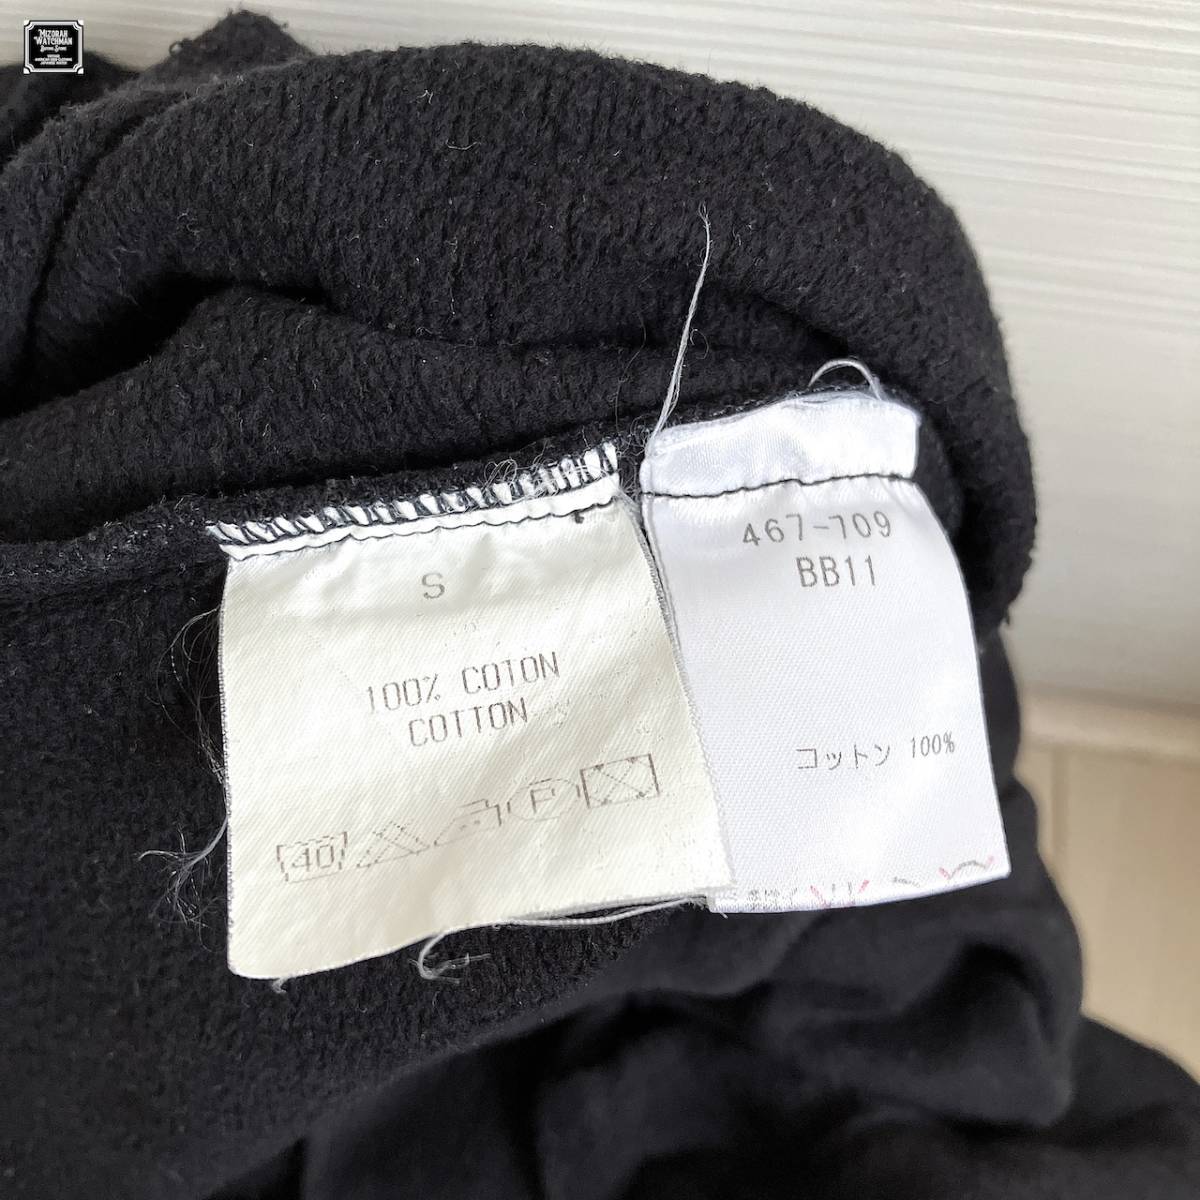 MIZORAH
WATCHMAN
S
100% COTON
COTTON
40
F
467-709
BB11
コットン 100%